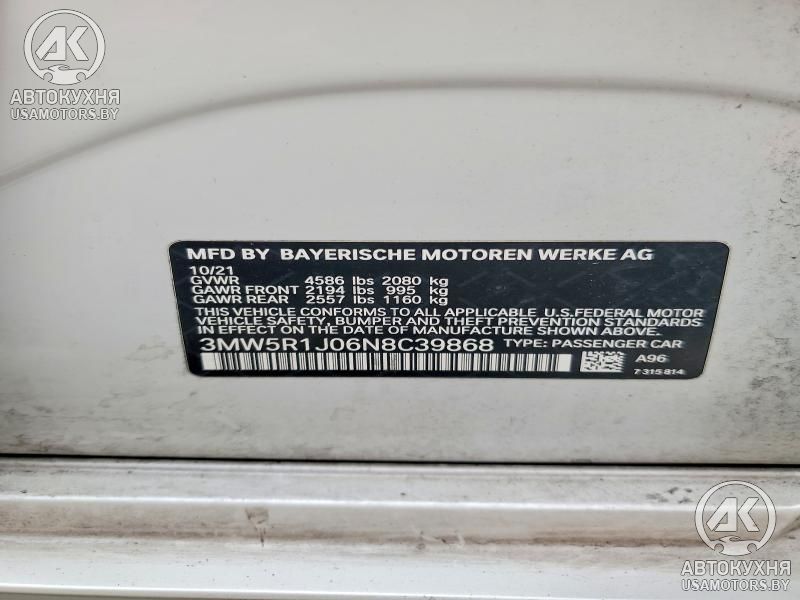 AK
АВТОКУХНЯ
USAMOTORS.BY
MFD BY BAYERISCHE MOTOREN WERKE AG
10/21
GVWR 4586 lbs 2080 kg
GAWR FRONT 2194 lbs 995 kg
GAWR REAR 2557 lbs 1160 kg
THIS VEHICLE CONFORMS TO ALL APPLICABLE U.S.FEDERAL MOTOR
VEHICLE SAFETY, BUMPER AND THEFT PREVENTION STANDARDS
IN EFFECT ON THE DATE OF MANUFACTURE SHOWN ABOVE.
3MW5R1J06N8C39868 TYPE: PASSENGER CAR
A96
7 315 814
AK
АВТОКУХНЯ
USAMOTORS.BY